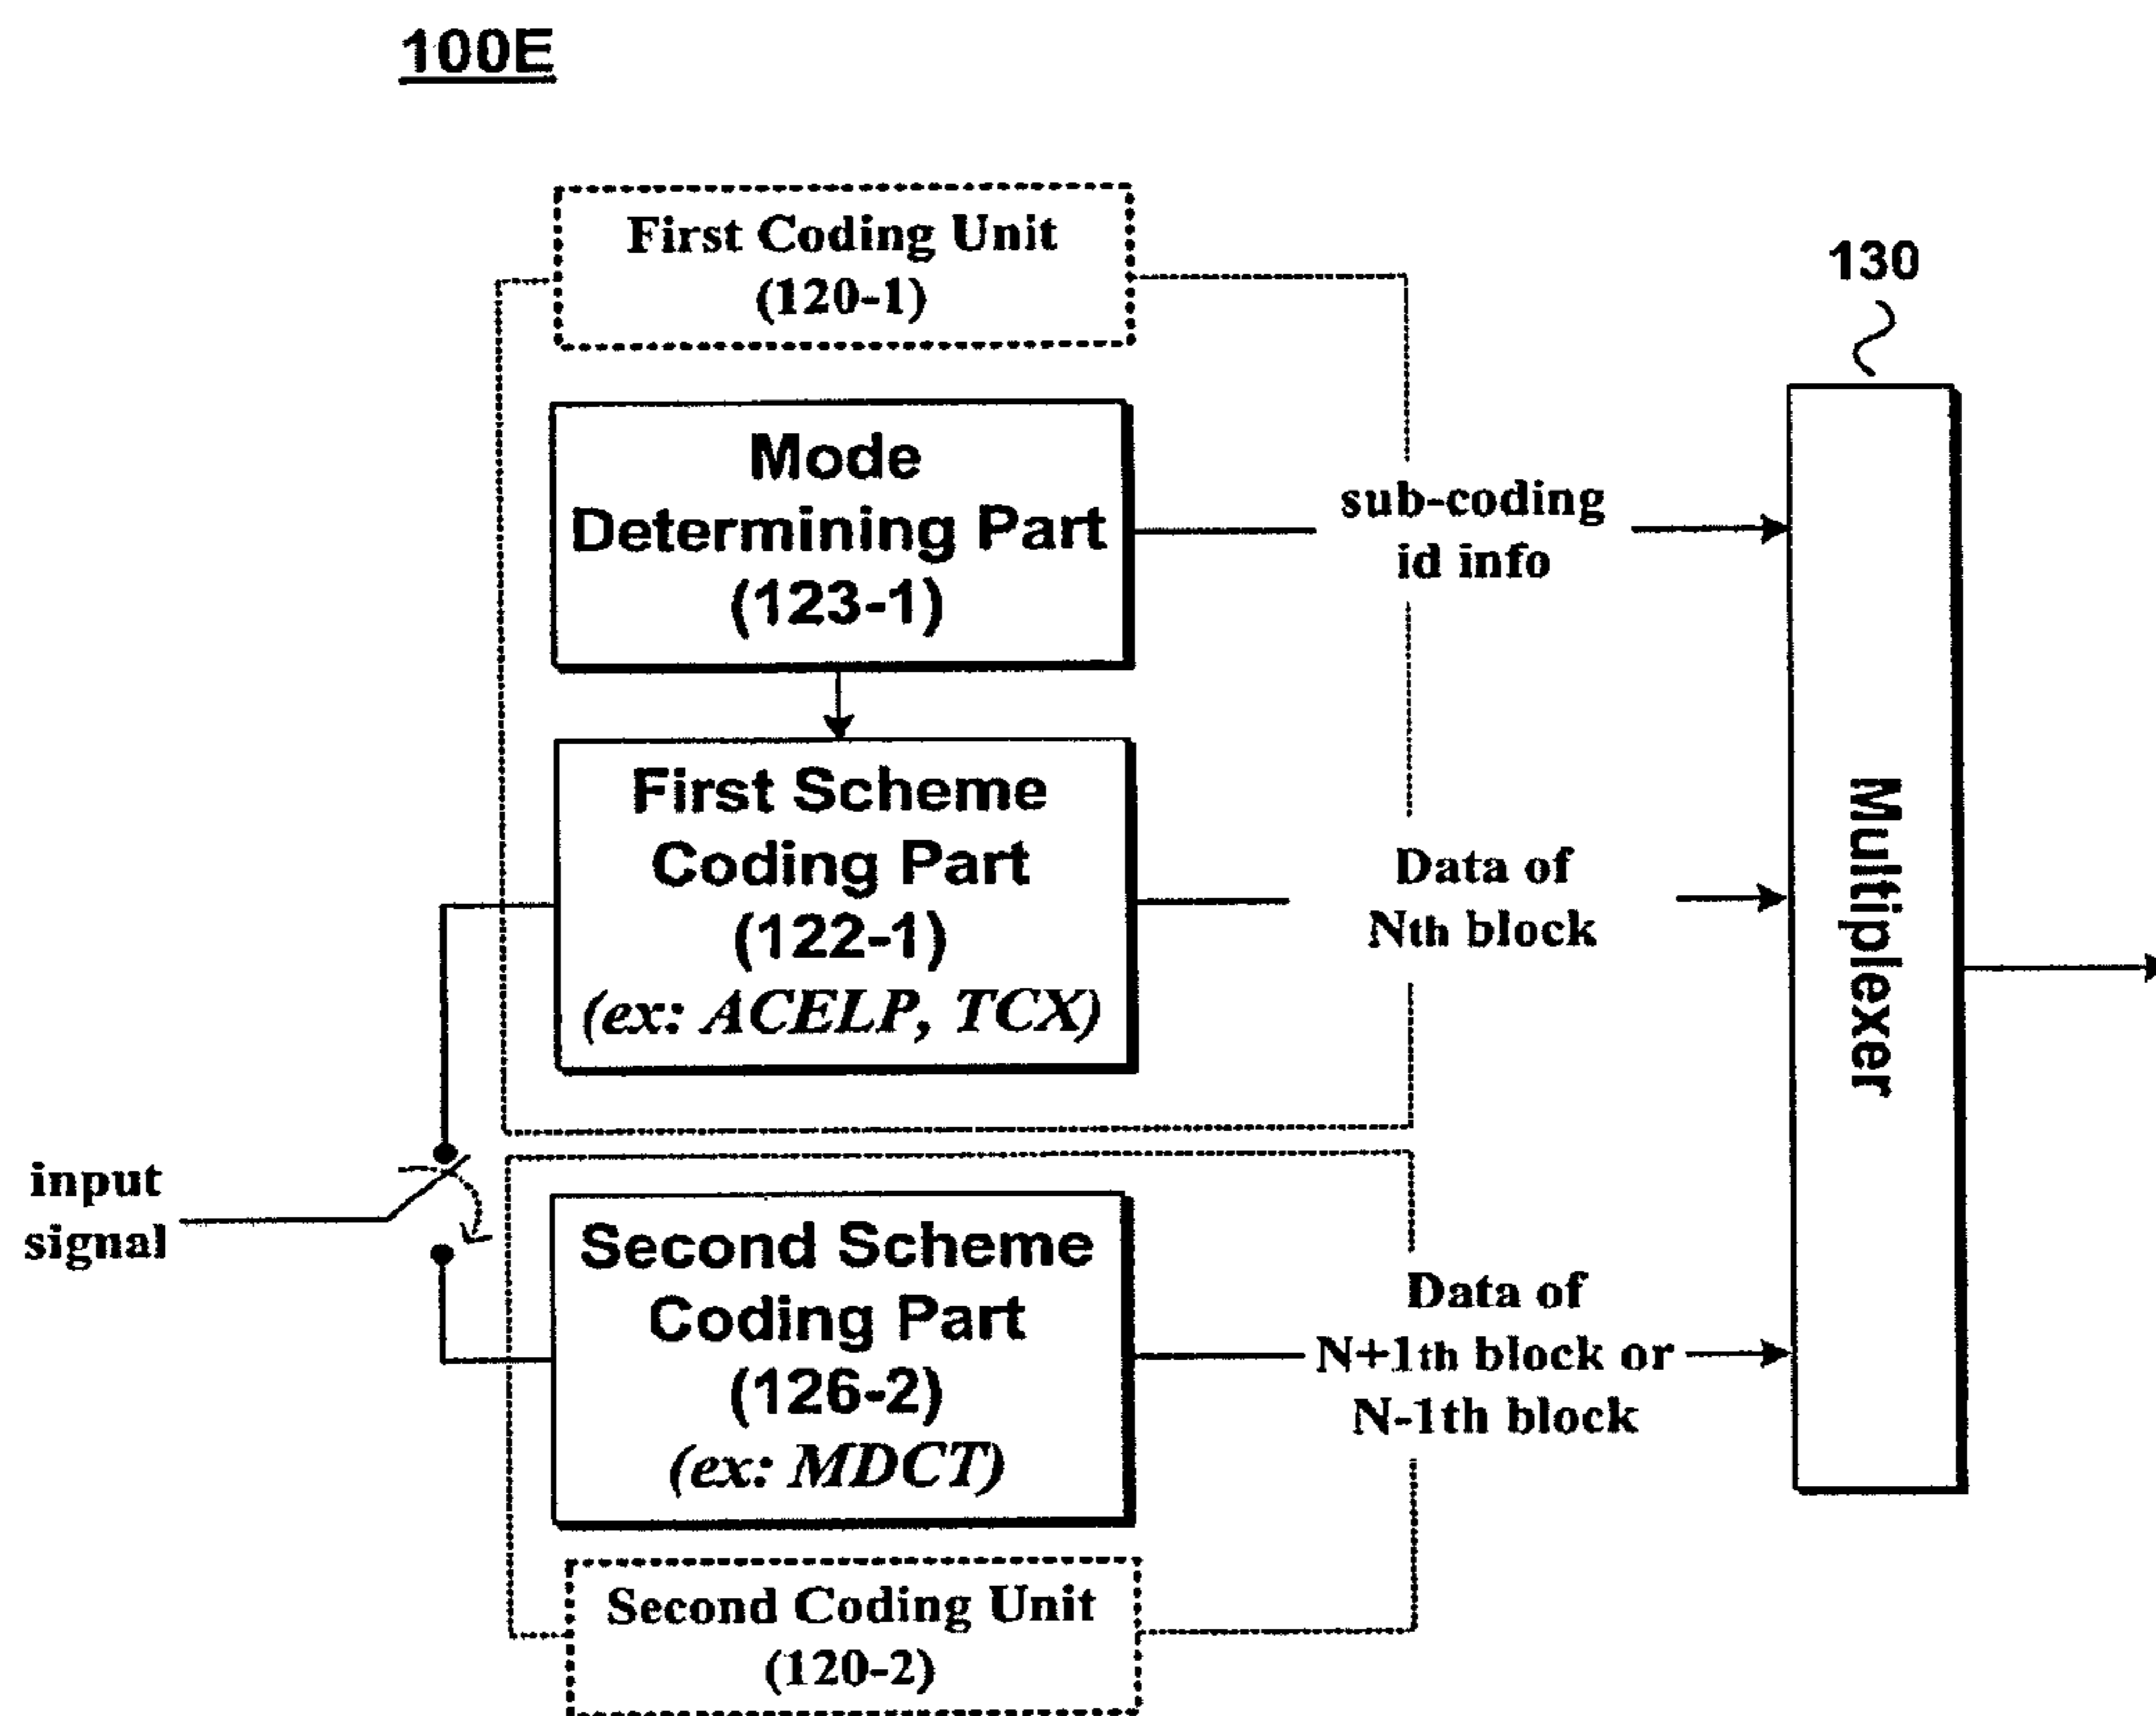 100E
First Coding Unit
(120-1)
130
Mode
Determining Part
(123-1)
sub-coding
id info
First Scheme
Coding Part
(122-1)
(ex: ACELP, TCX)
Data of
Nth block
Multiplexer
input
signal
Second Scheme
Coding Part
(126-2)
(ex: MDCT)
Data of
N+1th block or
N-1th block
Second Coding Unit
(120-2)